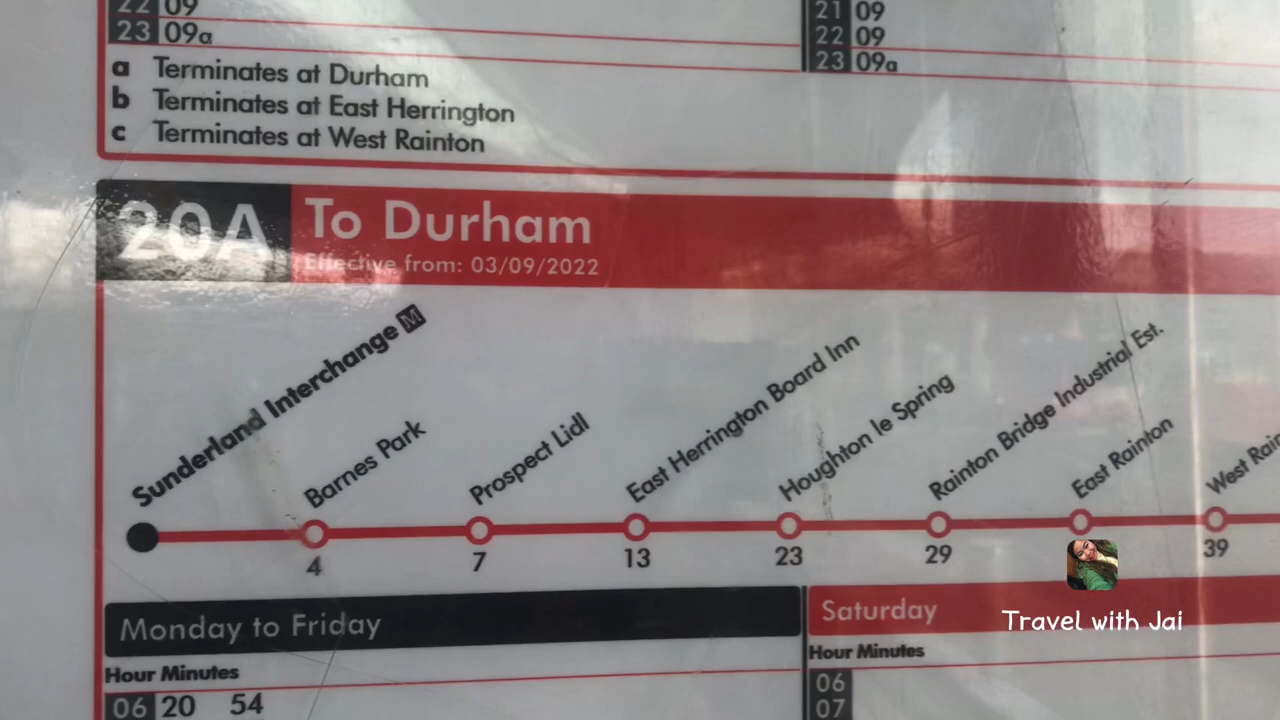 22 09
23 09a
21 09
22 09
23 09a
a Terminates at Durham
b Terminates at East Herrington
c Terminates at West Rainton
20A To Durham
Effective from: 03/09/2022
Sunderland Interchange M
Barnes Park
Prospect Lidl
East Herrington Board Inn
Houghton le Spring
Rainton Bridge Industrial Est.
East Rainton
West
4 7 13 23 29 39
Travel with Jai
Monday to Friday
Hour Minutes
06 20 54
Saturday
Hour Minutes
06
07